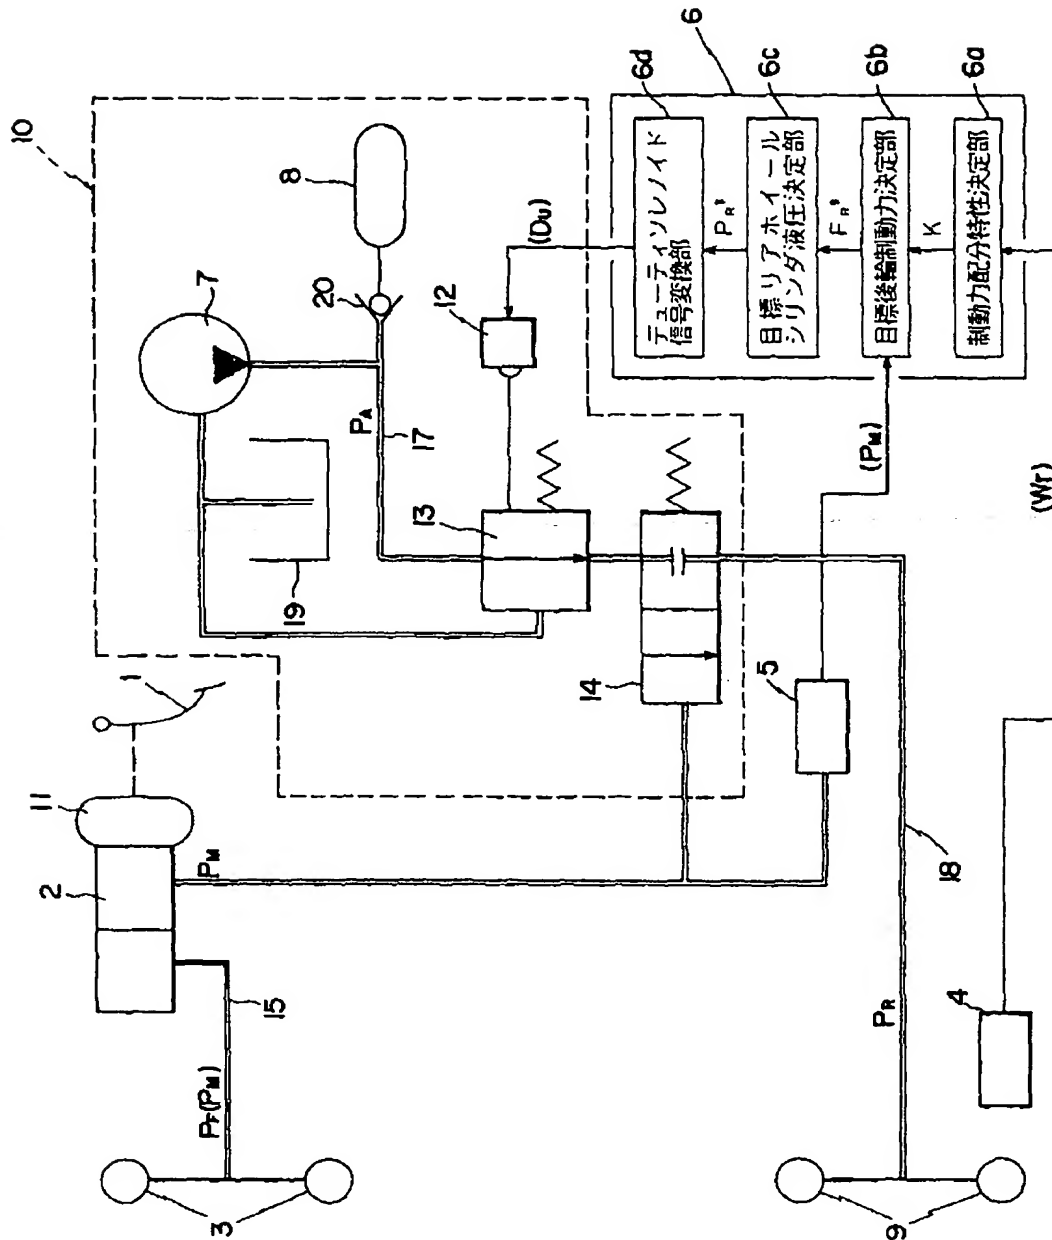 10
7
8
20
PA
17
12
(Du)
6
6d
6c
6b
6a
デューティソレノイド
信号変換部
PR'
目標リアホイール
シリンダ液圧決定部
FR'
目標後輪制動力決定部
K
制動力配分特性決定部
(PM)
(Wr)
13
19
14
5
1
11
2
PM
15
PF(PM)
3
18
PR
4
9